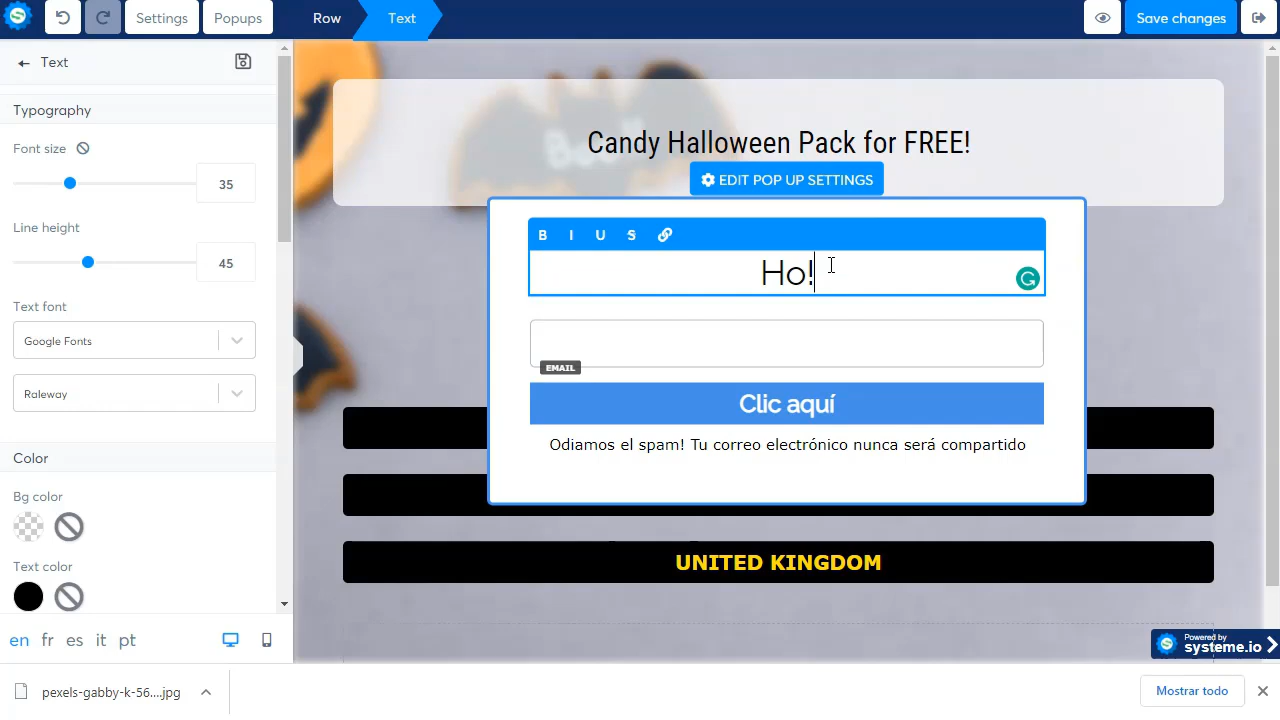 Settings
Popups
Row
Text
Save changes
Text
Typography
Font size
35
Line height
45
Text font
Google Fonts
Raleway
Color
Bg color
Text color
en fr es it pt
Candy Halloween Pack for FREE!
EDIT POP UP SETTINGS
B I U S
Ho!
EMAIL
Clic aquí
Odiamos el spam! Tu correo electrónico nunca será compartido
UNITED KINGDOM
Powered by
systeme.io
pexels-gabby-k-56....jpg
Mostrar todo